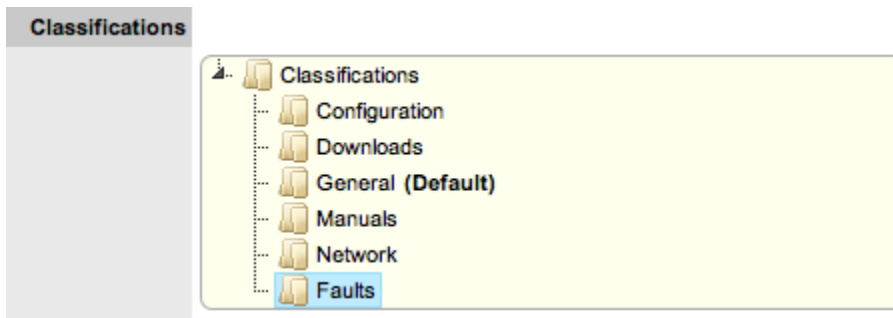 Classifications
Classifications
Configuration
Downloads
General (Default)
Manuals
Network
Faults